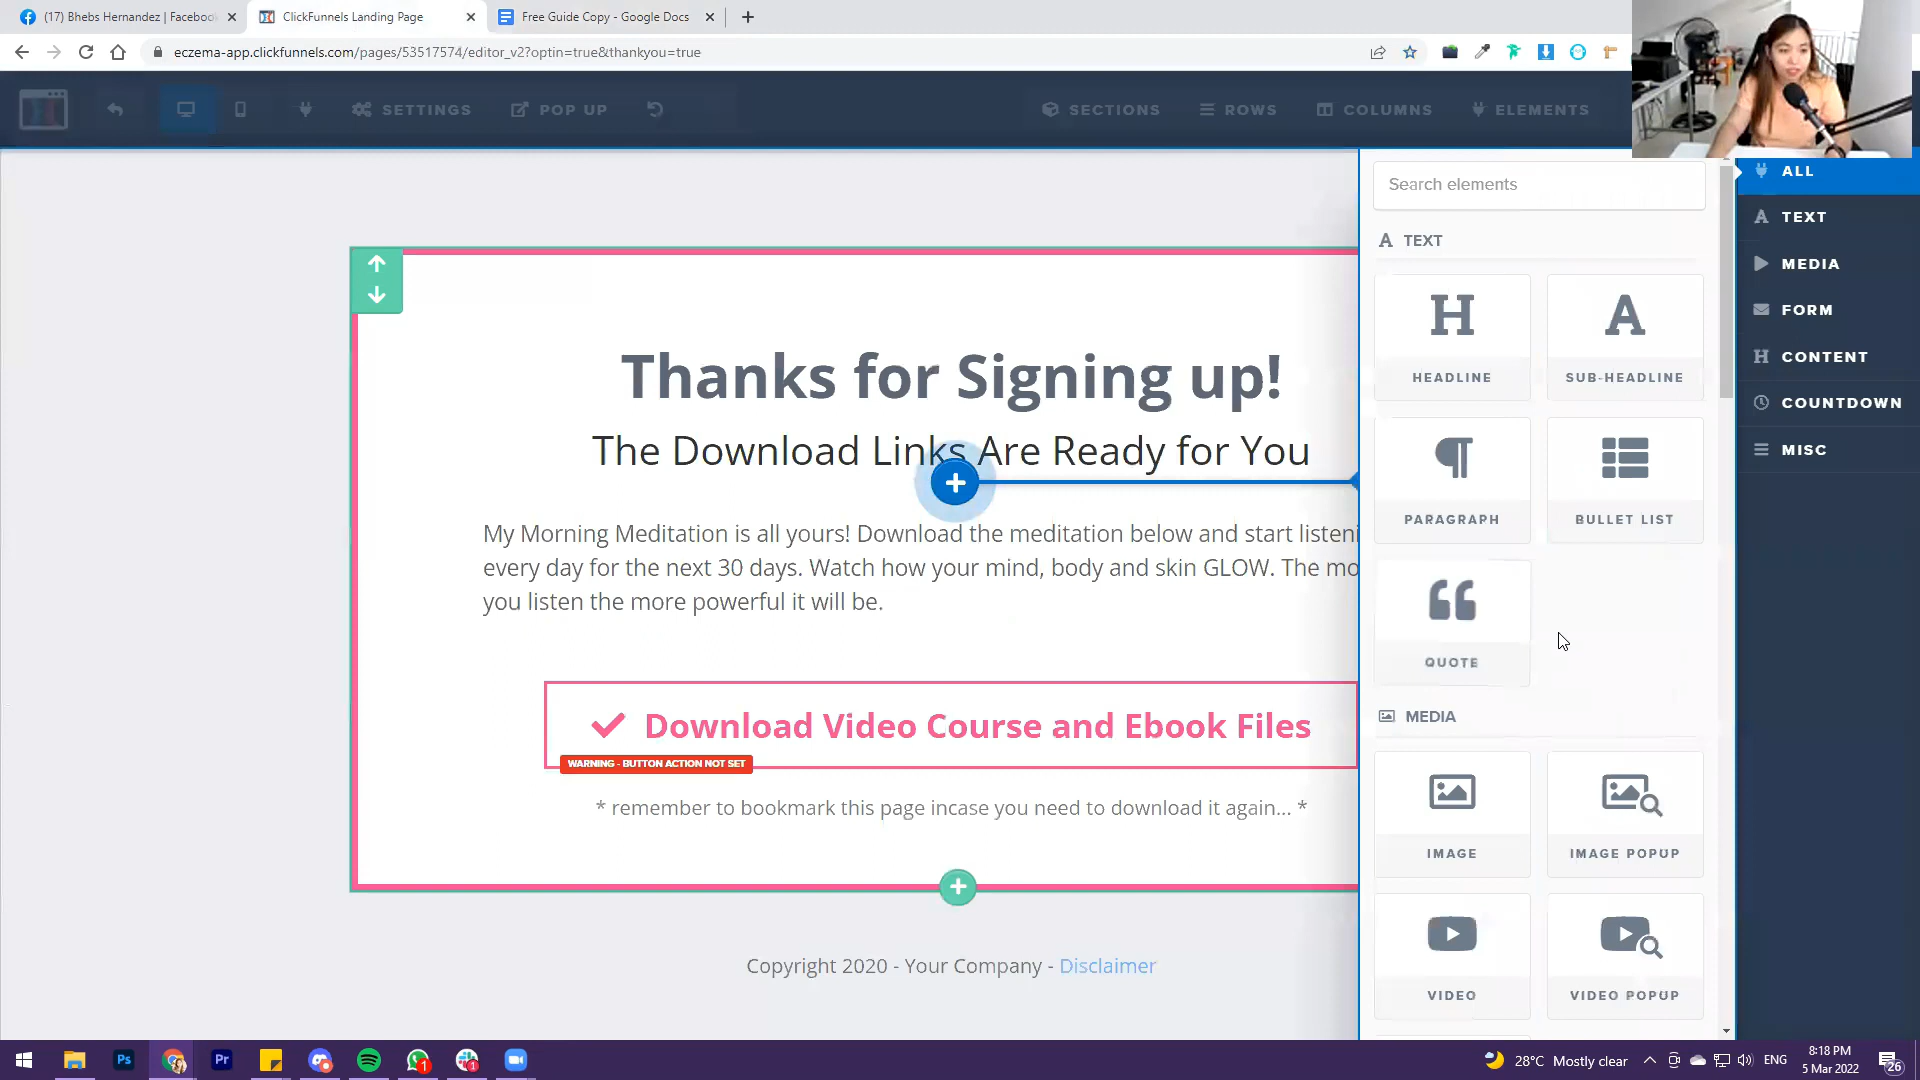 (17) Bhebs Hernandez | Facebook
ClickFunnels Landing Page
Free Guide Copy - Google Docs
eczema-app.clickfunnels.com/pages/53517574/editor_v2?optin=true&thankyou=true
SETTINGS
POP UP
SECTIONS
ROWS
COLUMNS
ELEMENTS
Search elements
TEXT
HEADLINE
SUB-HEADLINE
PARAGRAPH
BULLET LIST
QUOTE
MEDIA
IMAGE
IMAGE POPUP
VIDEO
VIDEO POPUP
ALL
TEXT
MEDIA
FORM
CONTENT
COUNTDOWN
MISC
Thanks for Signing up!
The Download Links Are Ready for You
My Morning Meditation is all yours! Download the meditation below and start listeni
every day for the next 30 days. Watch how your mind, body and skin GLOW. The mo
you listen the more powerful it will be.
Download Video Course and Ebook Files
WARNING - BUTTON ACTION NOT SET
* remember to bookmark this page incase you need to download it again... *
Copyright 2020 - Your Company - Disclaimer
Ps
Pr
1
1
28°C Mostly clear
ENG
8:18 PM
5 Mar 2022
26